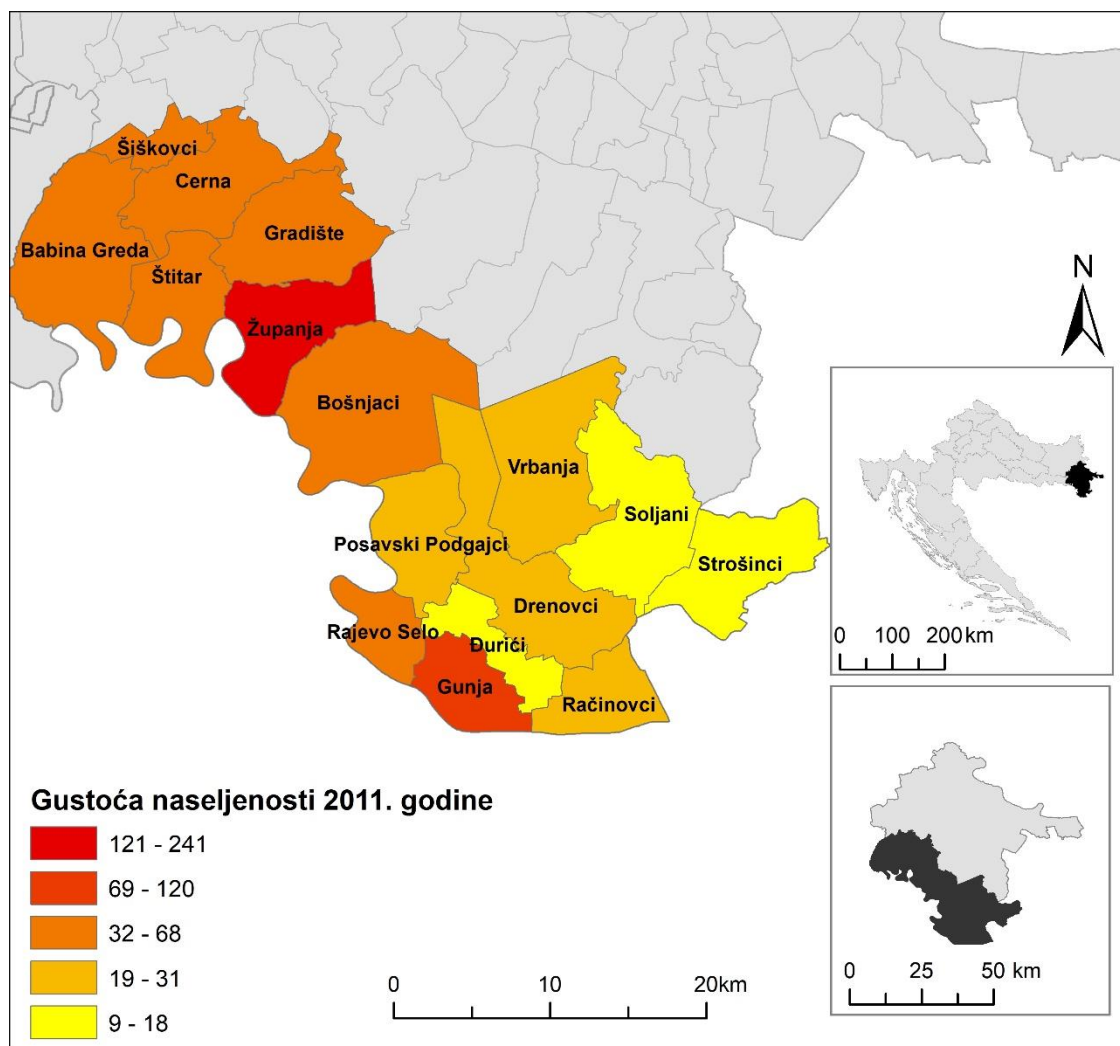 Šiškovci
Cerna
Babina Greda
Gradište
Štitar
Županja
Bošnjaci
Vrbanja
Soljani
Posavski Podgajci
Strošinci
Drenovci
Rajevo Selo
Đurići
Gunja
Račinovci
N
0 100 200 km
0 25 50 km
Gustoća naseljenosti 2011. godine
121 - 241
69 - 120
32 - 68
19 - 31
9 - 18
0 10 20km